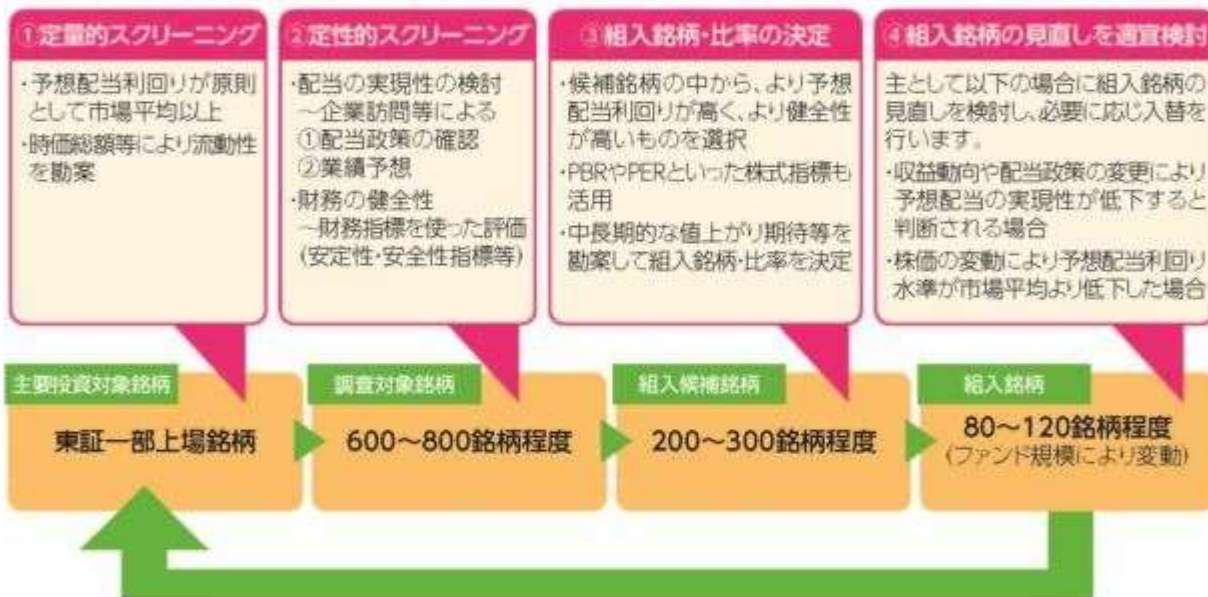 ①定量的スクリーニング
・予想配当利回りが原則
として市場平均以上
・時価総額等により流動性
を勘案
②定性的スクリーニング
・配当の実現性の検討
～企業訪問等による
①配当政策の確認
②業績予想
・財務の健全性
～財務指標を使った評価
(安定性・安全性指標等)
③組入銘柄・比率の決定
・候補銘柄の中から、より予想
配当利回りが高く、より健全性
が高いものを選択
・PBRやPERといった株式指標も
活用
・中長期的な値上がり期待等を
勘案して組入銘柄・比率を決定
④組入銘柄の見直しを適宜検討
主として以下の場合に組入銘柄の
見直しを検討し、必要に応じ入替を
行います。
・収益動向や配当政策の変更により
予想配当の実現性が低下すると
判断される場合
・株価の変動により予想配当利回り
水準が市場平均より低下した場合
主要投資対象銘柄
東証一部上場銘柄
調査対象銘柄
600～800銘柄程度
組入候補銘柄
200～300銘柄程度
組入銘柄
80～120銘柄程度
(ファンド規模により変動)